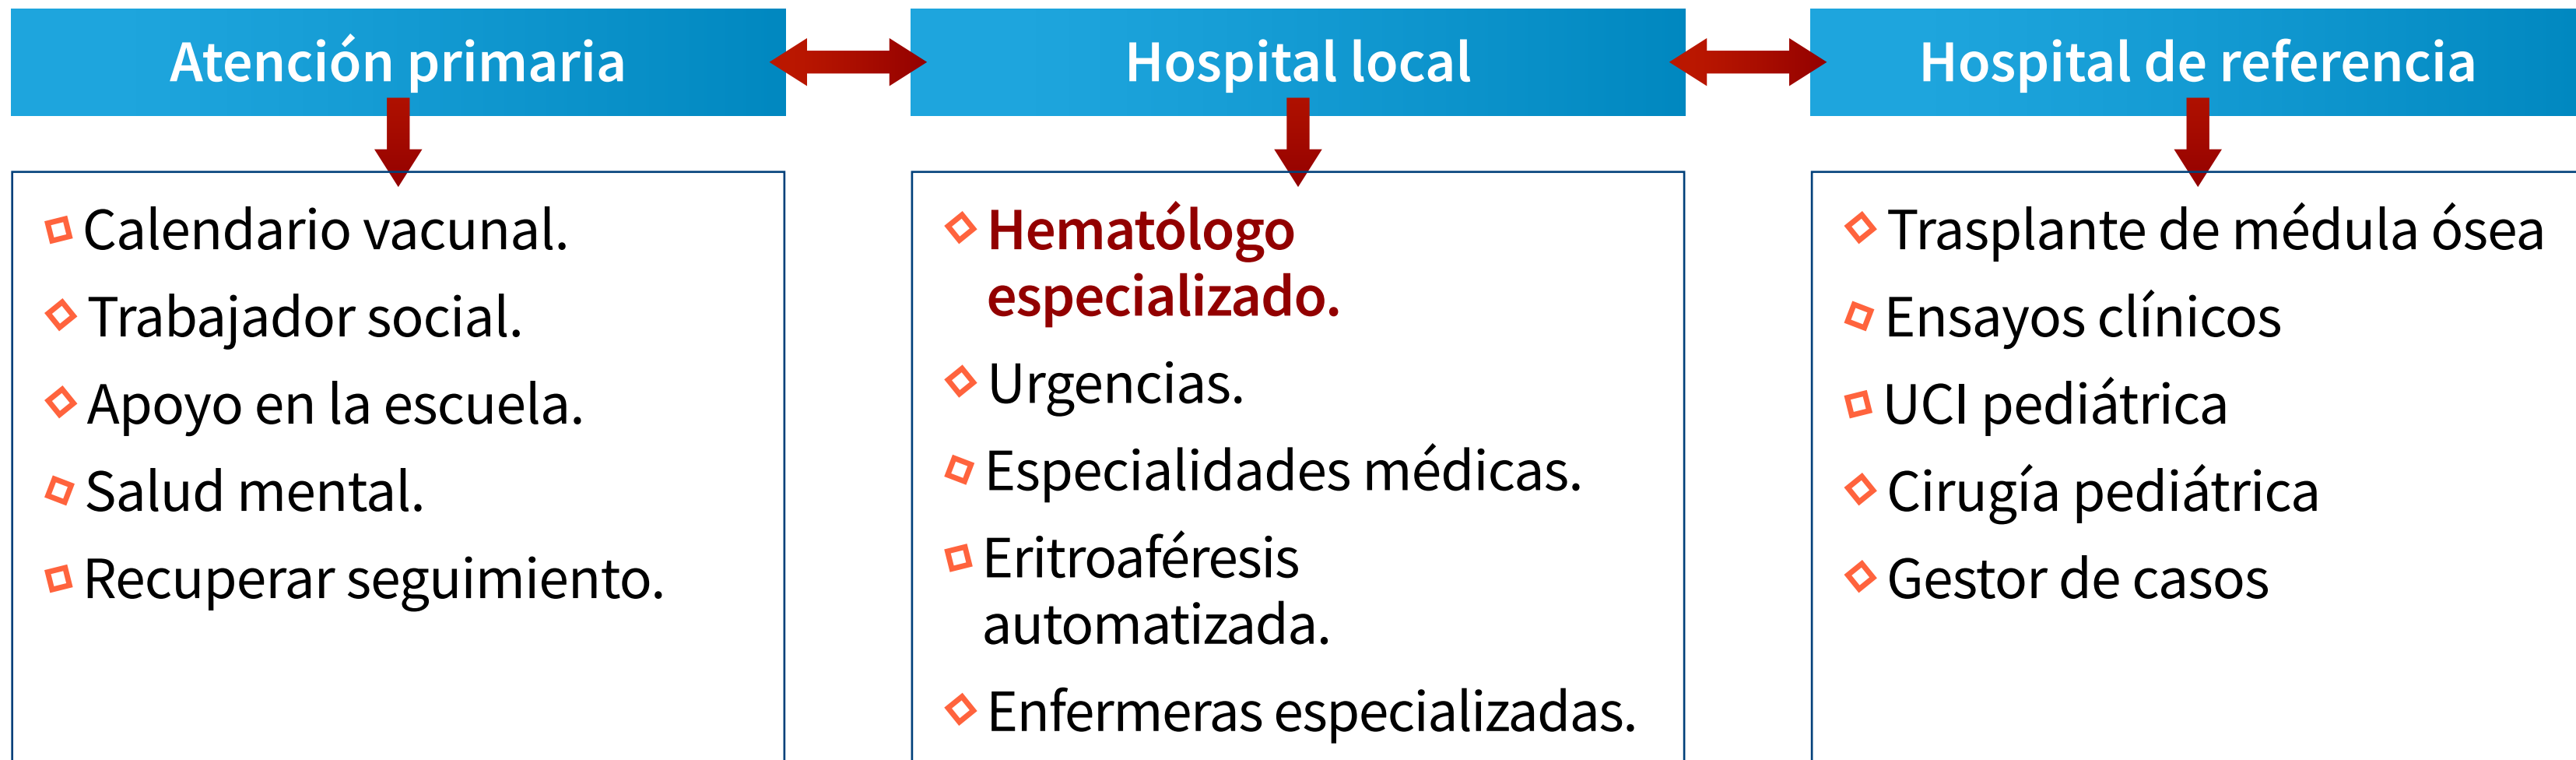 Atención primaria
Calendario vacunal.
Trabajador social.
Apoyo en la escuela.
Salud mental.
Recuperar seguimiento.
Hospital local
Hematólogo
especializado.
Urgencias.
Especialidades médicas.
Eritroaféresis
automatizada.
Enfermeras especializadas.
Hospital de referencia
Trasplante de médula ósea
Ensayos clínicos
UCI pediátrica
Cirugía pediátrica
Gestor de casos